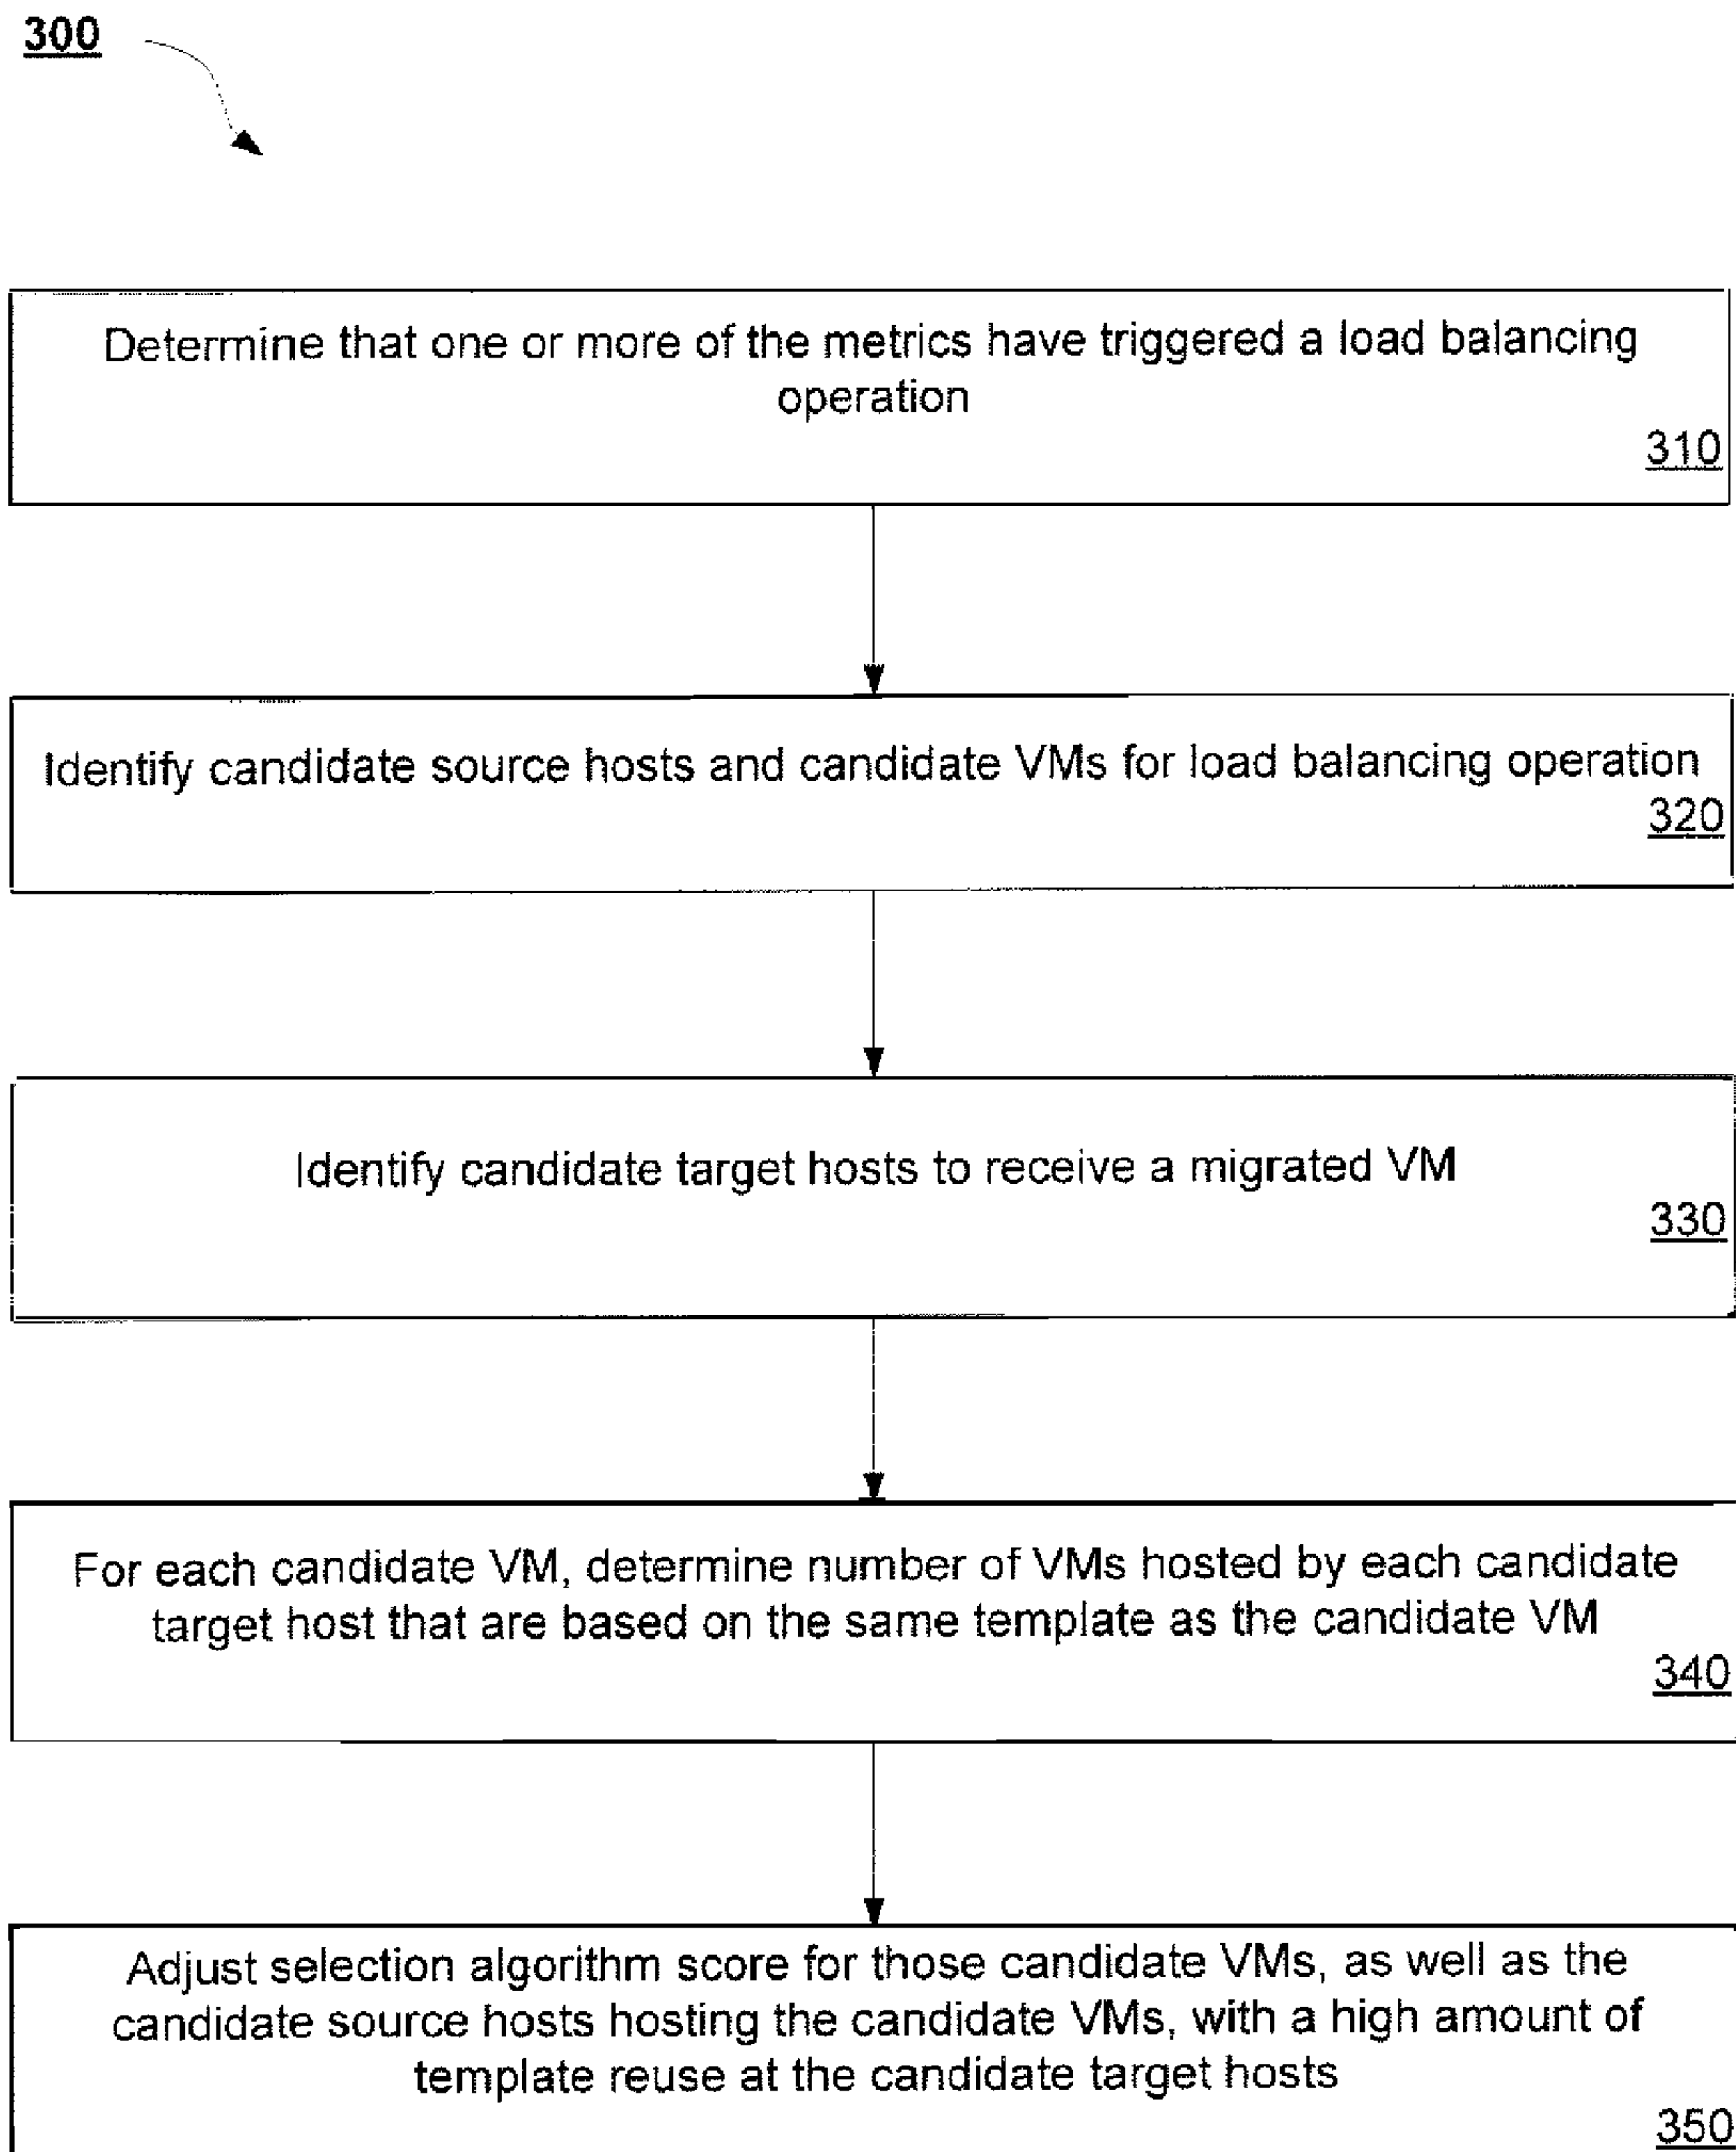 300
Determine that one or more of the metrics have triggered a load balancing
operation
310
Identify candidate source hosts and candidate VMs for load balancing operation
320
Identify candidate target hosts to receive a migrated VM
330
For each candidate VM, determine number of VMs hosted by each candidate
target host that are based on the same template as the candidate VM
340
Adjust selection algorithm score for those candidate VMs, as well as the
candidate source hosts hosting the candidate VMs, with a high amount of
template reuse at the candidate target hosts
350